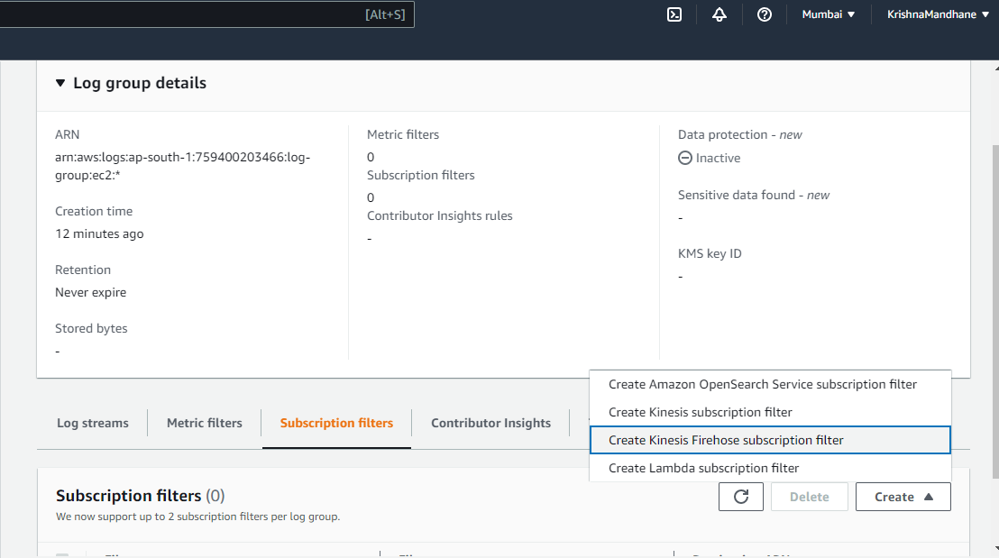 [Alt+S]
Mumbai
KrishnaMandhane
Log group details
ARN
arn:aws:logs:ap-south-1:759400203466:log-
group:ec2:*
Creation time
12 minutes ago
Retention
Never expire
Stored bytes
-
Metric filters
0
Subscription filters
0
Contributor Insights rules
-
Data protection - new
Inactive
Sensitive data found - new
-
KMS key ID
-
Create Amazon OpenSearch Service subscription filter
Create Kinesis subscription filter
Create Kinesis Firehose subscription filter
Create Lambda subscription filter
Log streams
Metric filters
Subscription filters
Contributor Insights
Subscription filters (0)
We now support up to 2 subscription filters per log group.
Delete
Create